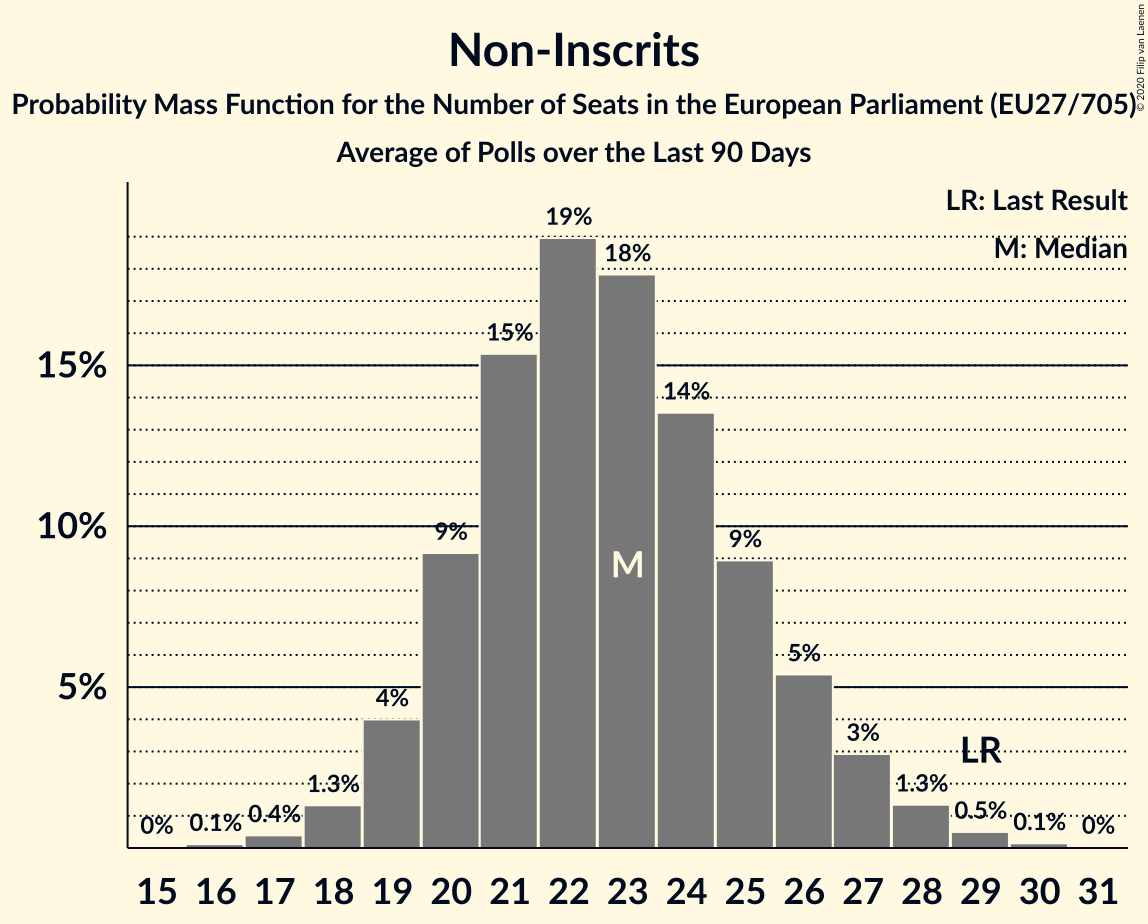 Non-Inscrits
Probability Mass Function for the Number of Seats in the European Parliament (EU27/705)
Average of Polls over the Last 90 Days
© 2020 Filip van Laenen
LR: Last Result
M: Median
19%
18%
15%
15%
14%
10%
9%
9%
M
5%
5%
4%
3%
LR
1.3%
1.3%
0.4%
0.5%
0%
0.1%
0.1%
0%
15 16 17 18 19 20 21 22 23 24 25 26 27 28 29 30 31